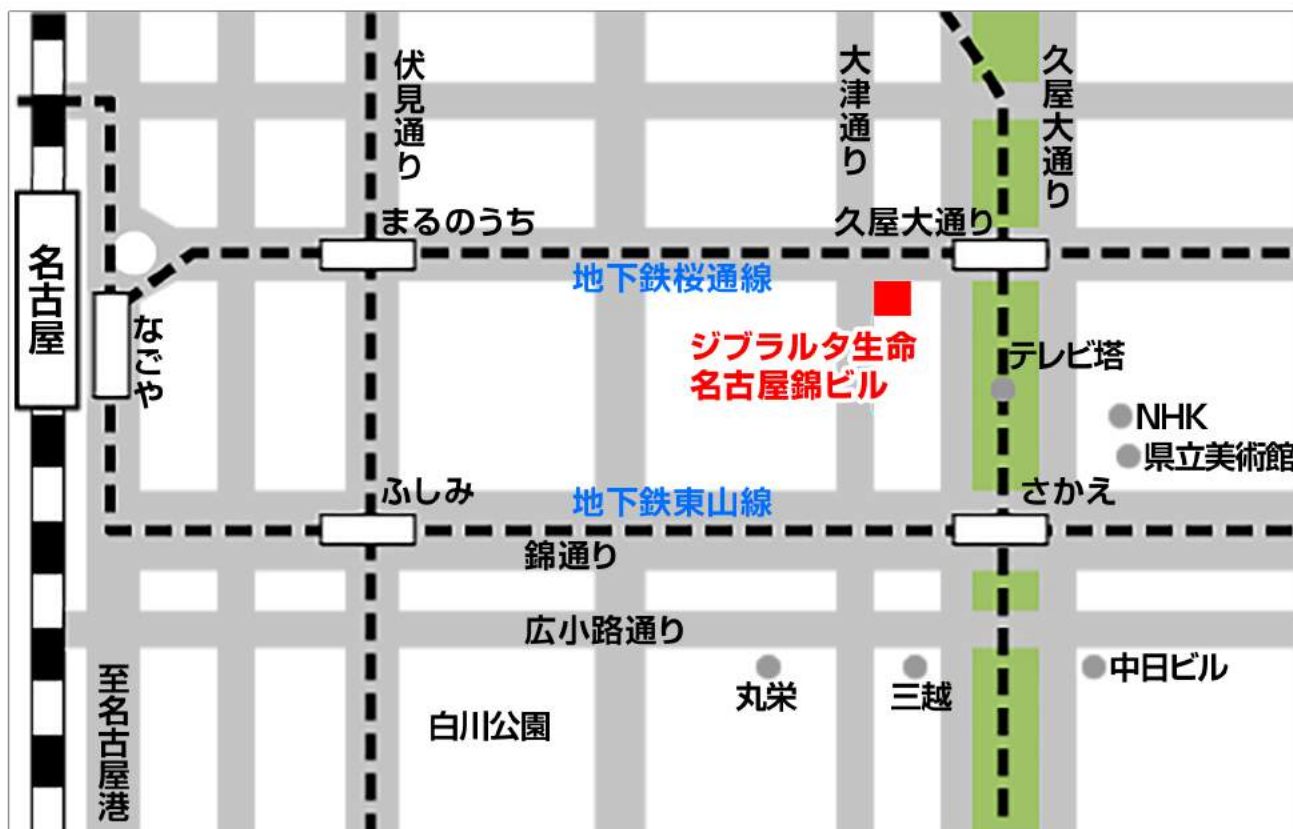 伏見通り
大津通り
久屋大通り
まるのうち
久屋大通り
名古屋
地下鉄桜通線
なごや
ジブラルタ生命
名古屋錦ビル
テレビ塔
NHK
県立美術館
ふしみ
地下鉄東山線
さかえ
錦通り
広小路通り
至名古屋港
丸栄
三越
中日ビル
白川公園